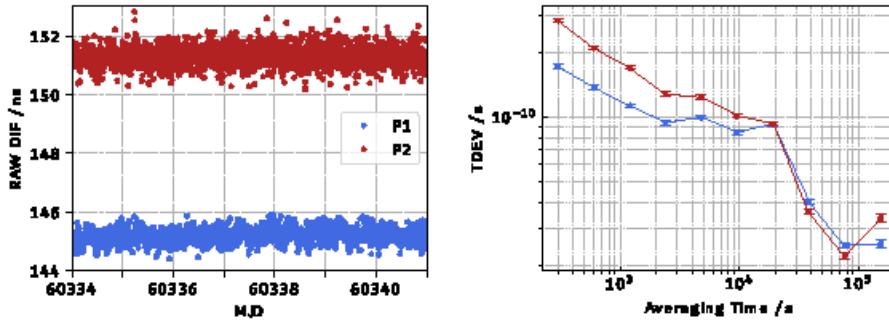 152
150
148
146
144
RAW DIF / ns
P1
P2
60334
60336
60338
60340
MJD
10⁻¹⁰
TDEV / s
10³
10⁴
10⁵
Averaging Time / s